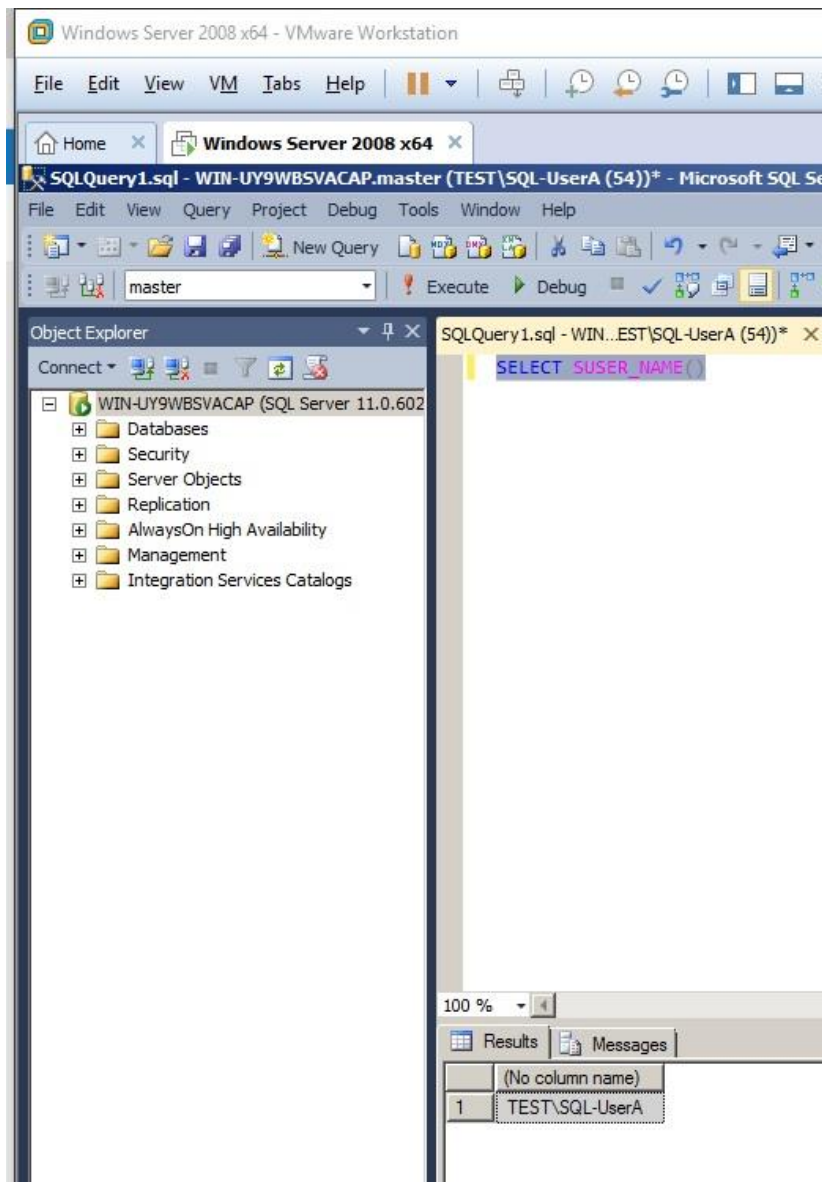 Windows Server 2008 x64 - VMware Workstation
File Edit View VM Tabs Help
Home Windows Server 2008 x64
SQLQuery1.sql - WIN-UY9WBSVACAP.master (TEST\SQL-UserA (54))* - Microsoft SQL Se
File Edit View Query Project Debug Tools Window Help
New Query
master Execute Debug
Object Explorer
Connect
WIN-UY9WBSVACAP (SQL Server 11.0.602
Databases
Security
Server Objects
Replication
AlwaysOn High Availability
Management
Integration Services Catalogs
SQLQuery1.sql - WIN...EST\SQL-UserA (54))*
SELECT SUSER_NAME()
100 %
Results Messages
(No column name)
1 TEST\SQL-UserA